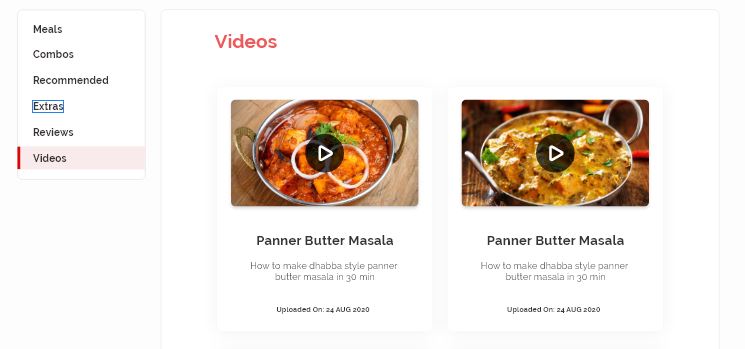 Meals
Combos
Recommended
Extras
Reviews
Videos
Videos
Panner Butter Masala
How to make dhabba style panner
butter masala in 30 min
Uploaded On: 24 AUG 2020
Panner Butter Masala
How to make dhabba style panner
butter masala in 30 min
Uploaded On: 24 AUG 2020